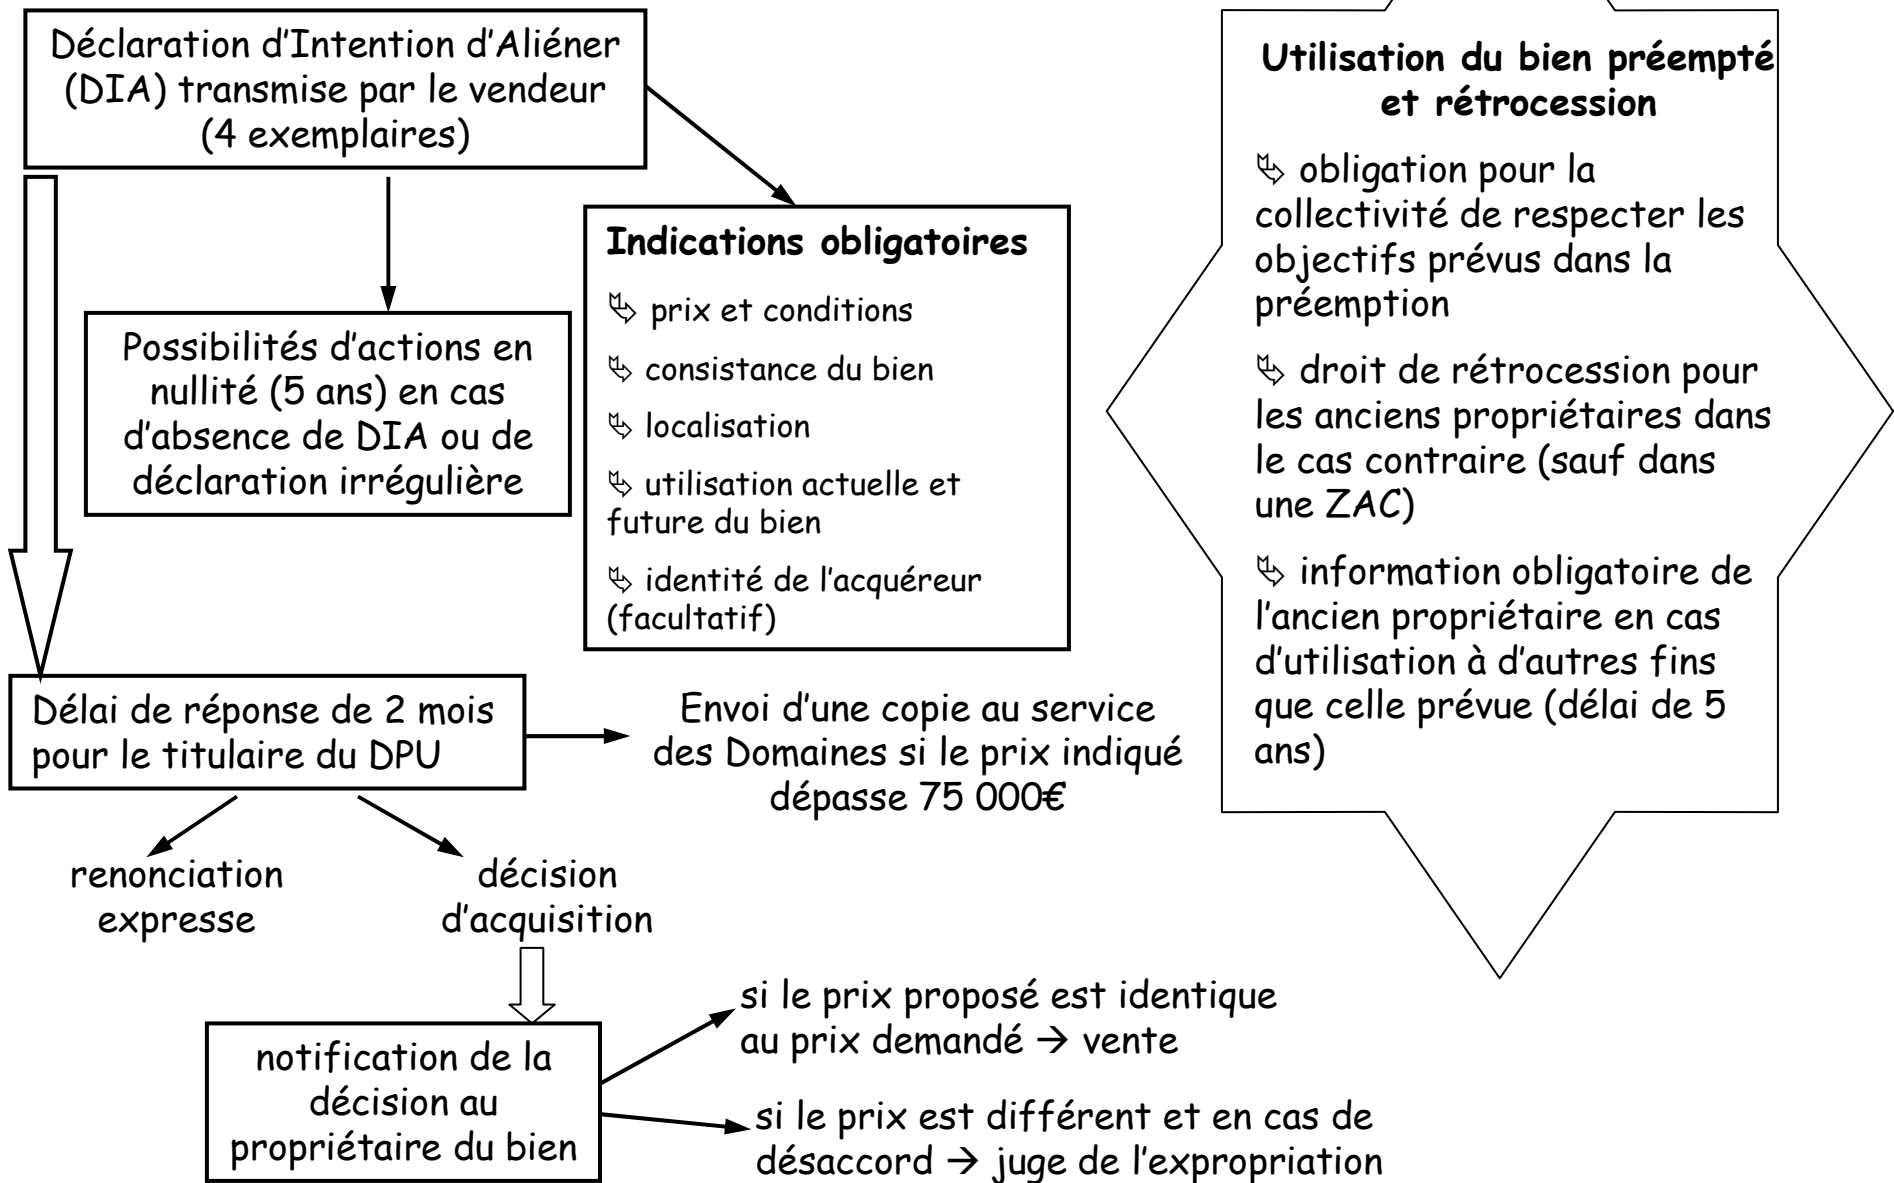 Déclaration d'Intention d'Aliéner
(DIA) transmise par le vendeur
(4 exemplaires)
Possibilités d'actions en
nullité (5 ans) en cas
d'absence de DIA ou de
déclaration irrégulière
Indications obligatoires
prix et conditions
consistance du bien
localisation
utilisation actuelle et
future du bien
identité de l'acquéreur
(facultatif)
Délai de réponse de 2 mois
pour le titulaire du DPU
Envoi d'une copie au service
des Domaines si le prix indiqué
dépasse 75 000€
renonciation
expresse
décision
d'acquisition
notification de la
décision au
propriétaire du bien
si le prix proposé est identique
au prix demandé → vente
si le prix est différent et en cas de
désaccord → juge de l'expropriation
Utilisation du bien préempté
et rétrocession
obligation pour la
collectivité de respecter les
objectifs prévus dans la
préemption
droit de rétrocession pour
les anciens propriétaires dans
le cas contraire (sauf dans
une ZAC)
information obligatoire de
l'ancien propriétaire en cas
d'utilisation à d'autres fins
que celle prévue (délai de 5
ans)